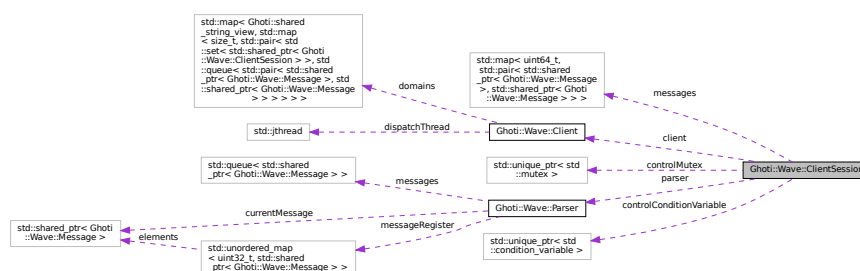 std::map< Ghoti::shared
_string_view, std::map
< size_t, std::pair< std
::set< std::shared_ptr< Ghoti
::Wave::ClientSession > >, std
::queue< std::pair< std::shared
_ptr< Ghoti::Wave::Message >, std
::shared_ptr< Ghoti::Wave::Message
> > > > > >
std::map< uint64_t,
std::pair< std::shared
_ptr< Ghoti::Wave::Message
>, std::shared_ptr< Ghoti
::Wave::Message > > >
domains
messages
std::jthread
dispatchThread
Ghoti::Wave::Client
client
std::queue< std::shared
_ptr< Ghoti::Wave::Message > >
std::unique_ptr< std
::mutex >
controlMutex
Ghoti::Wave::ClientSession
parser
messages
Ghoti::Wave::Parser
controlConditionVariable
currentMessage
messageRegister
std::shared_ptr< Ghoti
::Wave::Message >
elements
std::unordered_map
< uint32_t, std::shared
_ptr< Ghoti::Wave::Message > >
std::unique_ptr< std
::condition_variable >